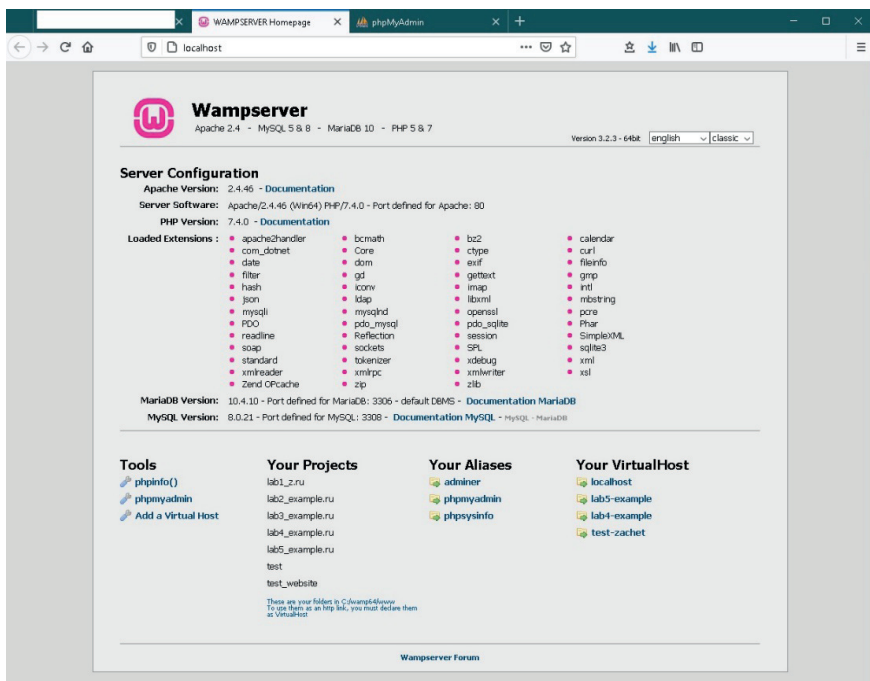 WAMPSERVER Homepage
phpMyAdmin
localhost
Wampserver
Apache 2.4 - MySQL 5 & 8 - MariaDB 10 - PHP 5 & 7
Version 3.2.3 - 64bit english classic
Server Configuration
Apache Version: 2.4.46 - Documentation
Server Software: Apache/2.4.46 (Win64) PHP/7.4.0 - Port defined for Apache: 80
PHP Version: 7.4.0 - Documentation
Loaded Extensions : apache2handler bcmath bz2 calendar
com_dotnet Core ctype curl
date dom exif fileinfo
filter gd gettext gmp
hash iconv imap intl
json ldap libxml mbstring
mysqli mysqlnd openssl pcre
PDO pdo_mysql pdo_sqlite Phar
readline Reflection session SimpleXML
soap sockets SPL sqlite3
standard tokenizer xdebug xml
xmlreader xmlrpc xmlwriter xsl
Zend OPcache zip zlib
MariaDB Version: 10.4.10 - Port defined for MariaDB: 3306 - default DBMS - Documentation MariaDB
MySQL Version: 8.0.21 - Port defined for MySQL: 3308 - Documentation MySQL - MySQL - MariaDB
Tools
phpinfo()
phpmyadmin
Add a Virtual Host
Your Projects
lab1_z.ru
lab2_example.ru
lab3_example.ru
lab4_example.ru
lab5_example.ru
test
test_website
These are your folders in C:/wamp64/www
To use them as an http link, you must declare them
as VirtualHost
Your Aliases
adminer
phpmyadmin
phpsysinfo
Your VirtualHost
localhost
lab5-example
lab4-example
test-zachet
Wampserver Forum